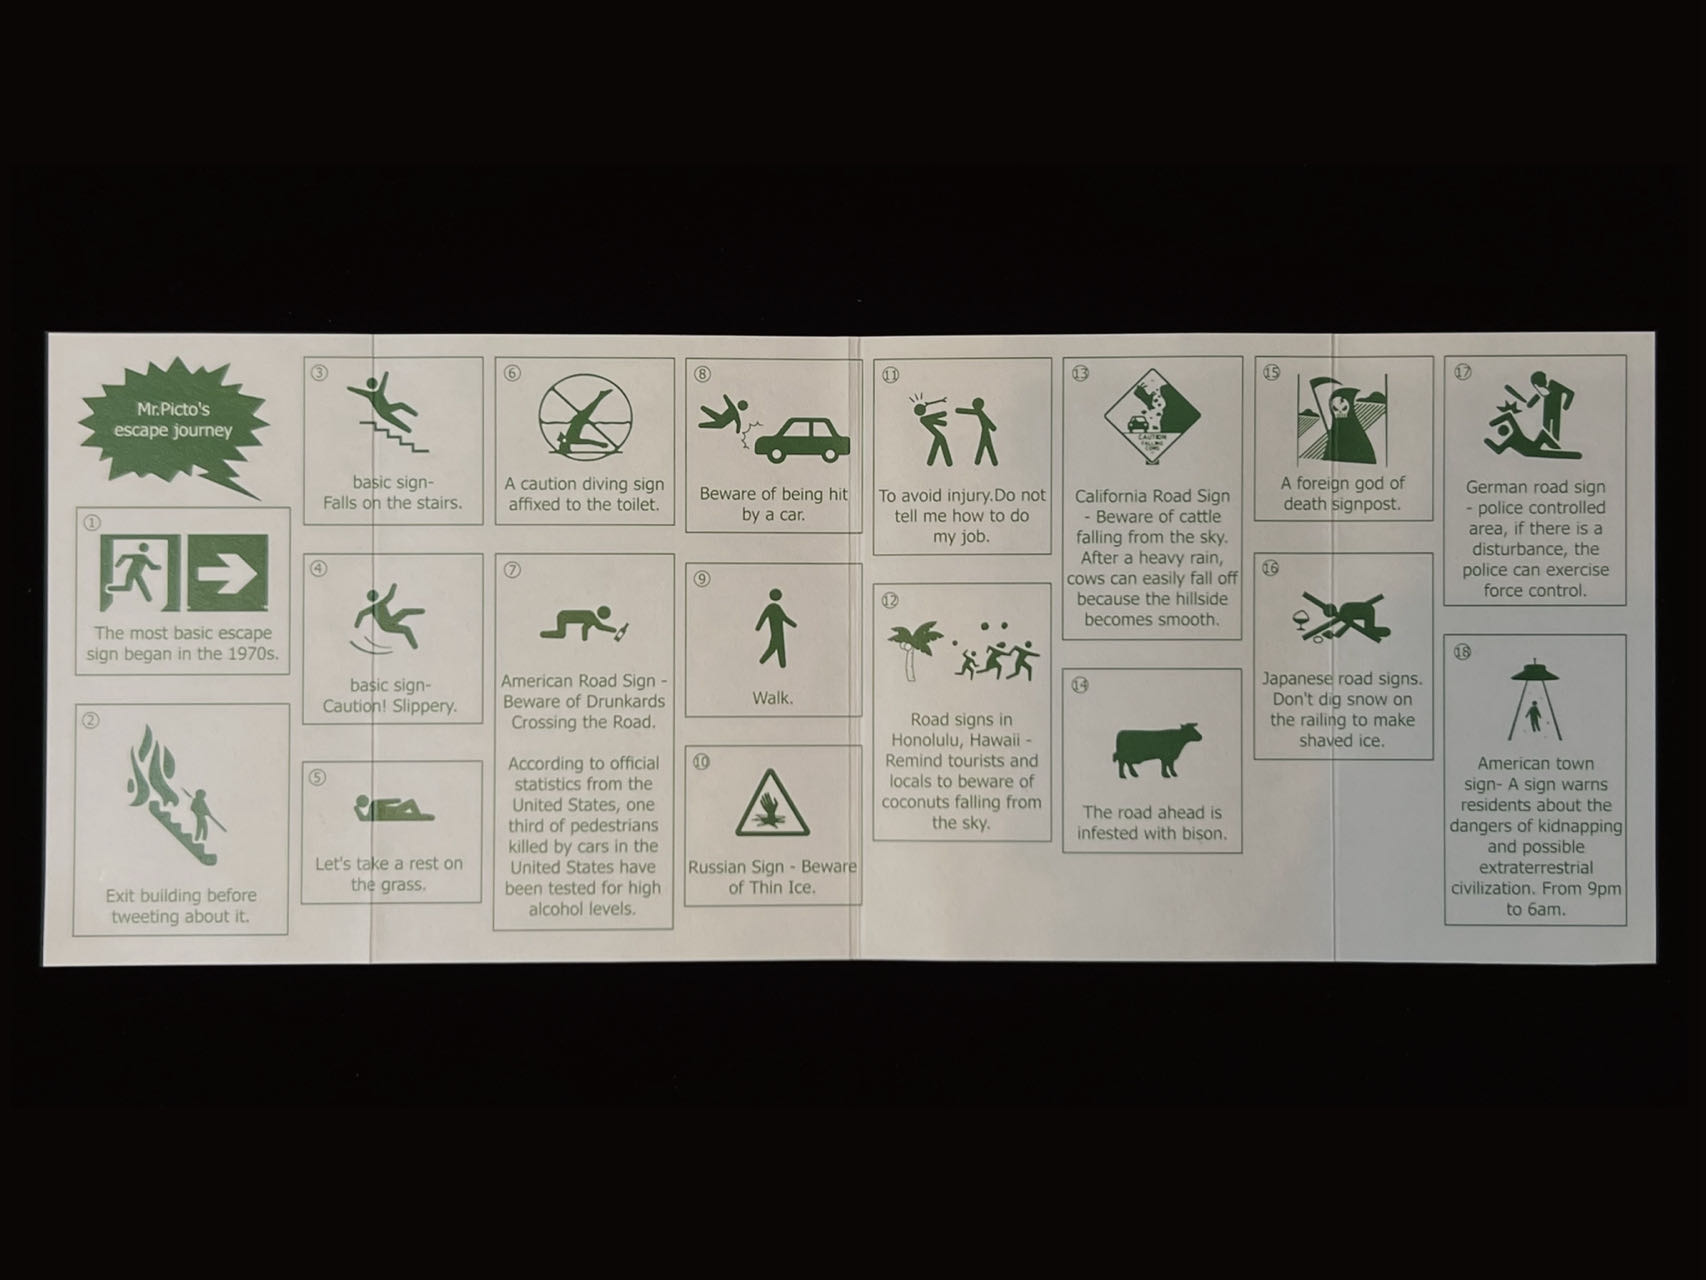 Mr.Picto's
escape journey
①
The most basic escape
sign began in the 1970s.
②
Exit building before
tweeting about it.
③
basic sign-
Falls on the stairs.
④
basic sign-
Caution! Slippery.
⑤
Let's take a rest on
the grass.
⑥
A caution diving sign
affixed to the toilet.
⑦
American Road Sign -
Beware of Drunkards
Crossing the Road.
According to official
statistics from the
United States, one
third of pedestrians
killed by cars in the
United States have
been tested for high
alcohol levels.
⑧
Beware of being hit
by a car.
⑨
Walk.
⑩
Russian Sign - Beware
of Thin Ice.
⑪
To avoid injury.Do not
tell me how to do
my job.
⑫
Road signs in
Honolulu, Hawaii -
Remind tourists and
locals to beware of
coconuts falling from
the sky.
⑬
CAUTION
FALLING
COWS
California Road Sign
- Beware of cattle
falling from the sky.
After a heavy rain,
cows can easily fall off
because the hillside
becomes smooth.
⑭
The road ahead is
infested with bison.
⑮
A foreign god of
death signpost.
⑯
Japanese road signs.
Don't dig snow on
the railing to make
shaved ice.
⑰
German road sign
- police controlled
area, if there is a
disturbance, the
police can exercise
force control.
⑱
American town
sign- A sign warns
residents about the
dangers of kidnapping
and possible
extraterrestrial
civilization. From 9pm
to 6am.